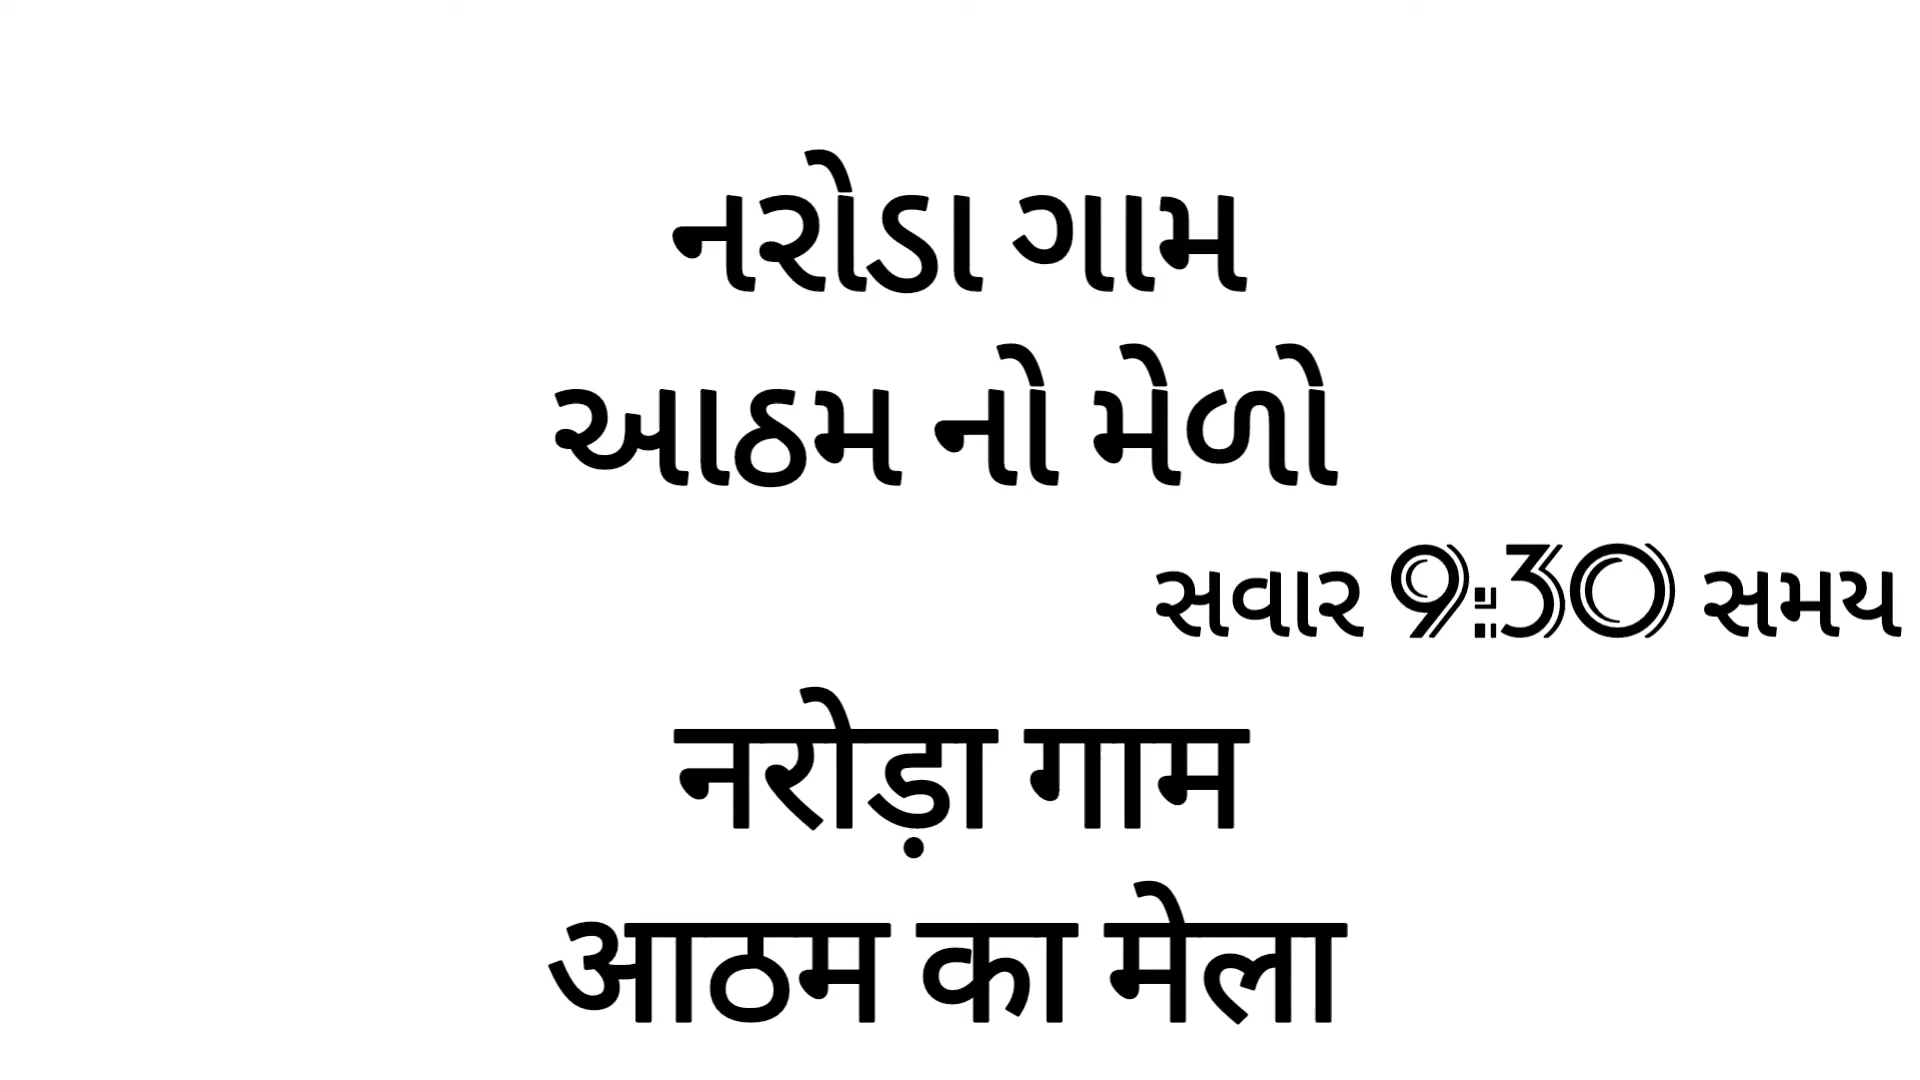 નરોડા ગામ
આઠમ નો મેળો
સવાર 9:30 સમય
नरोड़ा गाम
आठम का मेला